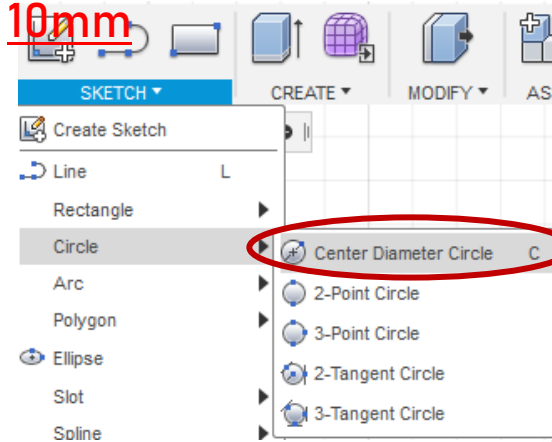 10mm
SKETCH ▼ CREATE ▼ MODIFY ▼ AS
Create Sketch
Line L
Rectangle
Circle
Center Diameter Circle C
Arc
2-Point Circle
Polygon
3-Point Circle
Ellipse
2-Tangent Circle
Slot
3-Tangent Circle
Spline